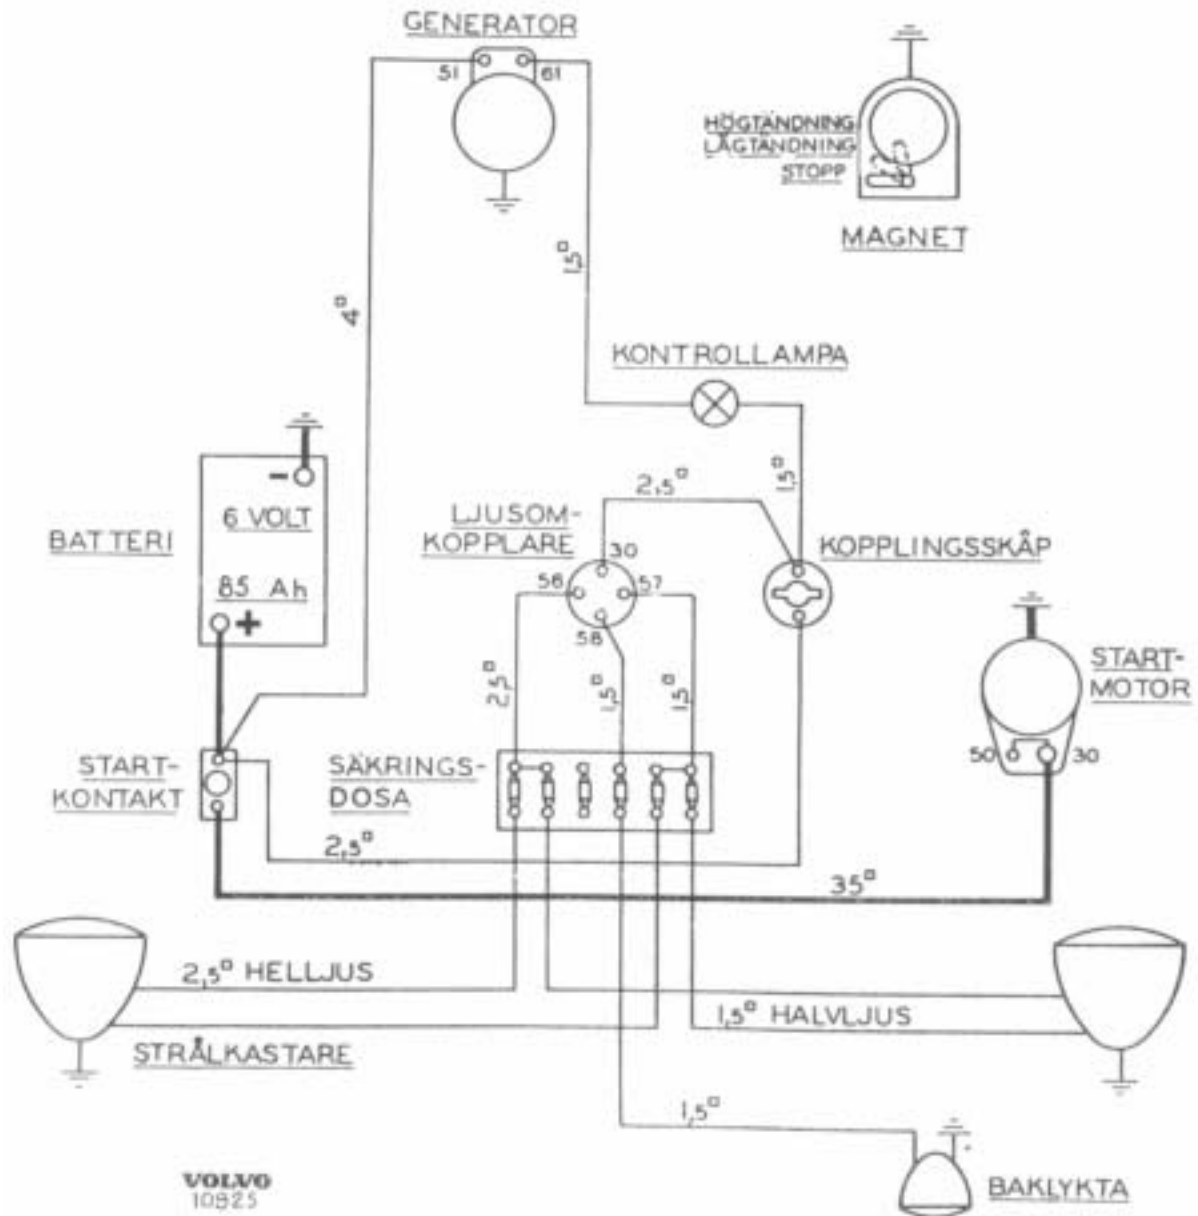 GENERATOR
51
61
HÖGTÄNDNING
LÅGTÄNDNING
STOPP
MAGNET
4□
1,5□
KONTROLLAMPA
BATTERI
-
6 VOLT
85 Ah
+
LJUSOM-
KOPPLARE
2,5□
1,5□
KOPPLINGSSKÅP
30
56
57
58
2,5□
1,5□
1,5□
START-
MOTOR
50
30
START-
KONTAKT
SÄKRINGS-
DOSA
2,5□
35□
2,5□ HELLJUS
1,5□ HALVLJUS
STRÅLKASTARE
1,5□
BAKLYKTA
VOLVO
10925